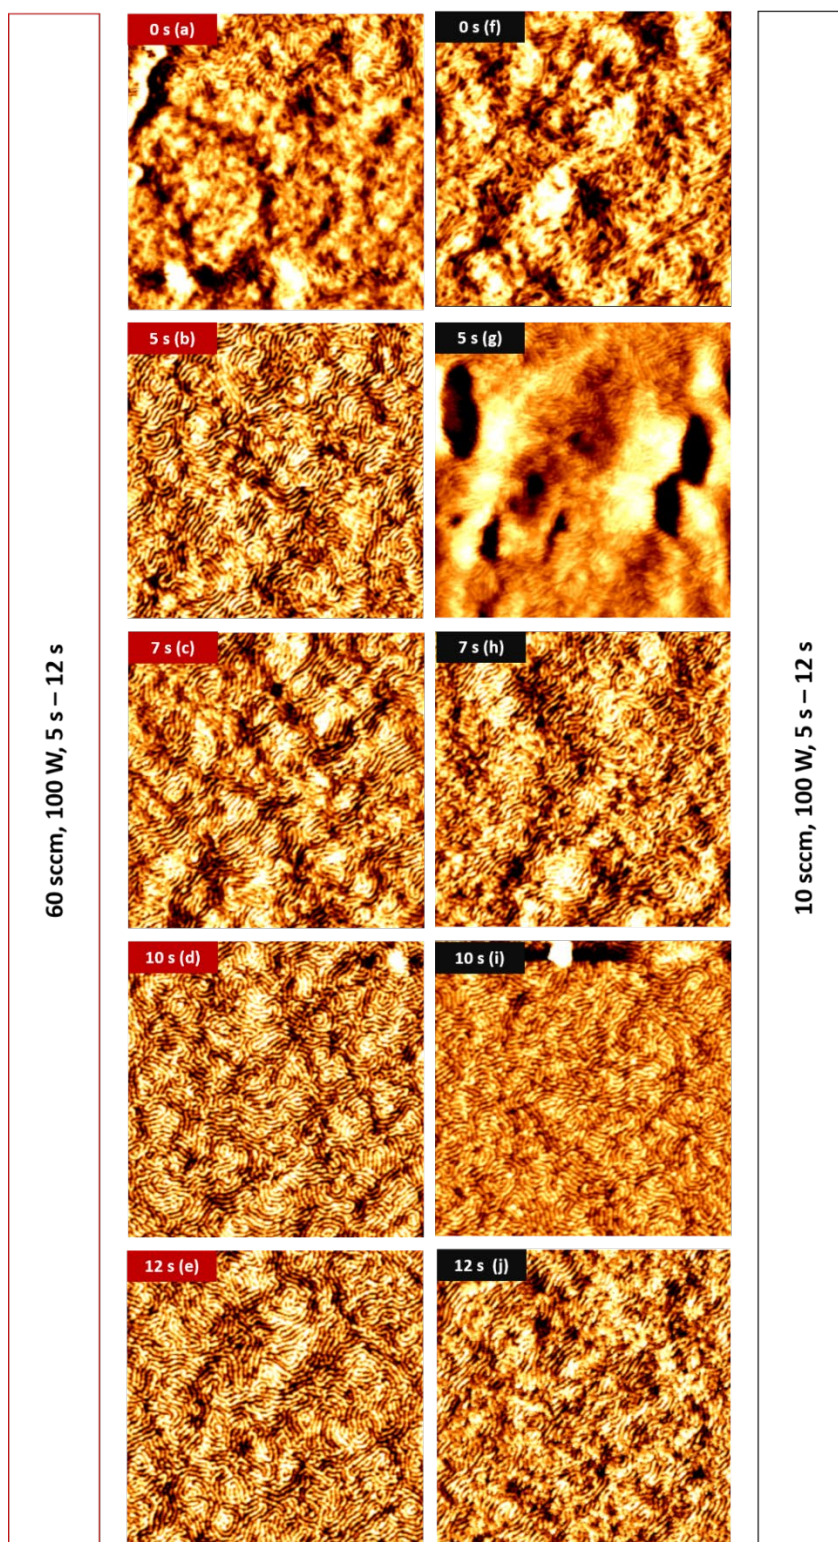 60 sccm, 100 W, 5 s – 12 s
0 s (a)
0 s (f)
5 s (b)
5 s (g)
7 s (c)
7 s (h)
10 s (d)
10 s (i)
12 s (e)
12 s (j)
10 sccm, 100 W, 5 s – 12 s